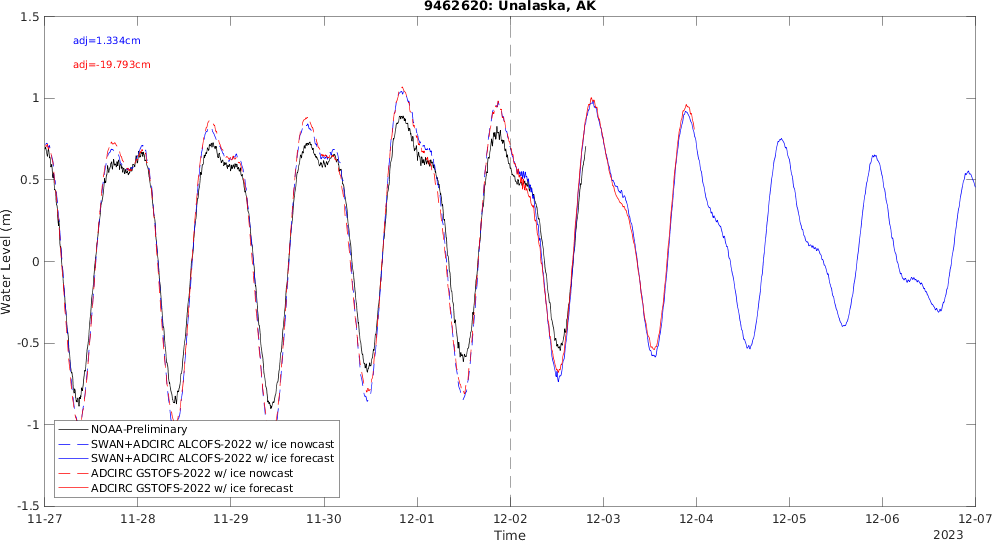 9462620: Unalaska, AK
adj=1.334cm
adj=-19.793cm
Water Level (m)
1.5
1
0.5
0
-0.5
-1
-1.5
NOAA-Preliminary
SWAN+ADCIRC ALCOFS-2022 w/ ice nowcast
SWAN+ADCIRC ALCOFS-2022 w/ ice forecast
ADCIRC GSTOFS-2022 w/ ice nowcast
ADCIRC GSTOFS-2022 w/ ice forecast
11-27 11-28 11-29 11-30 12-01 12-02 12-03 12-04 12-05 12-06 12-07
Time
2023